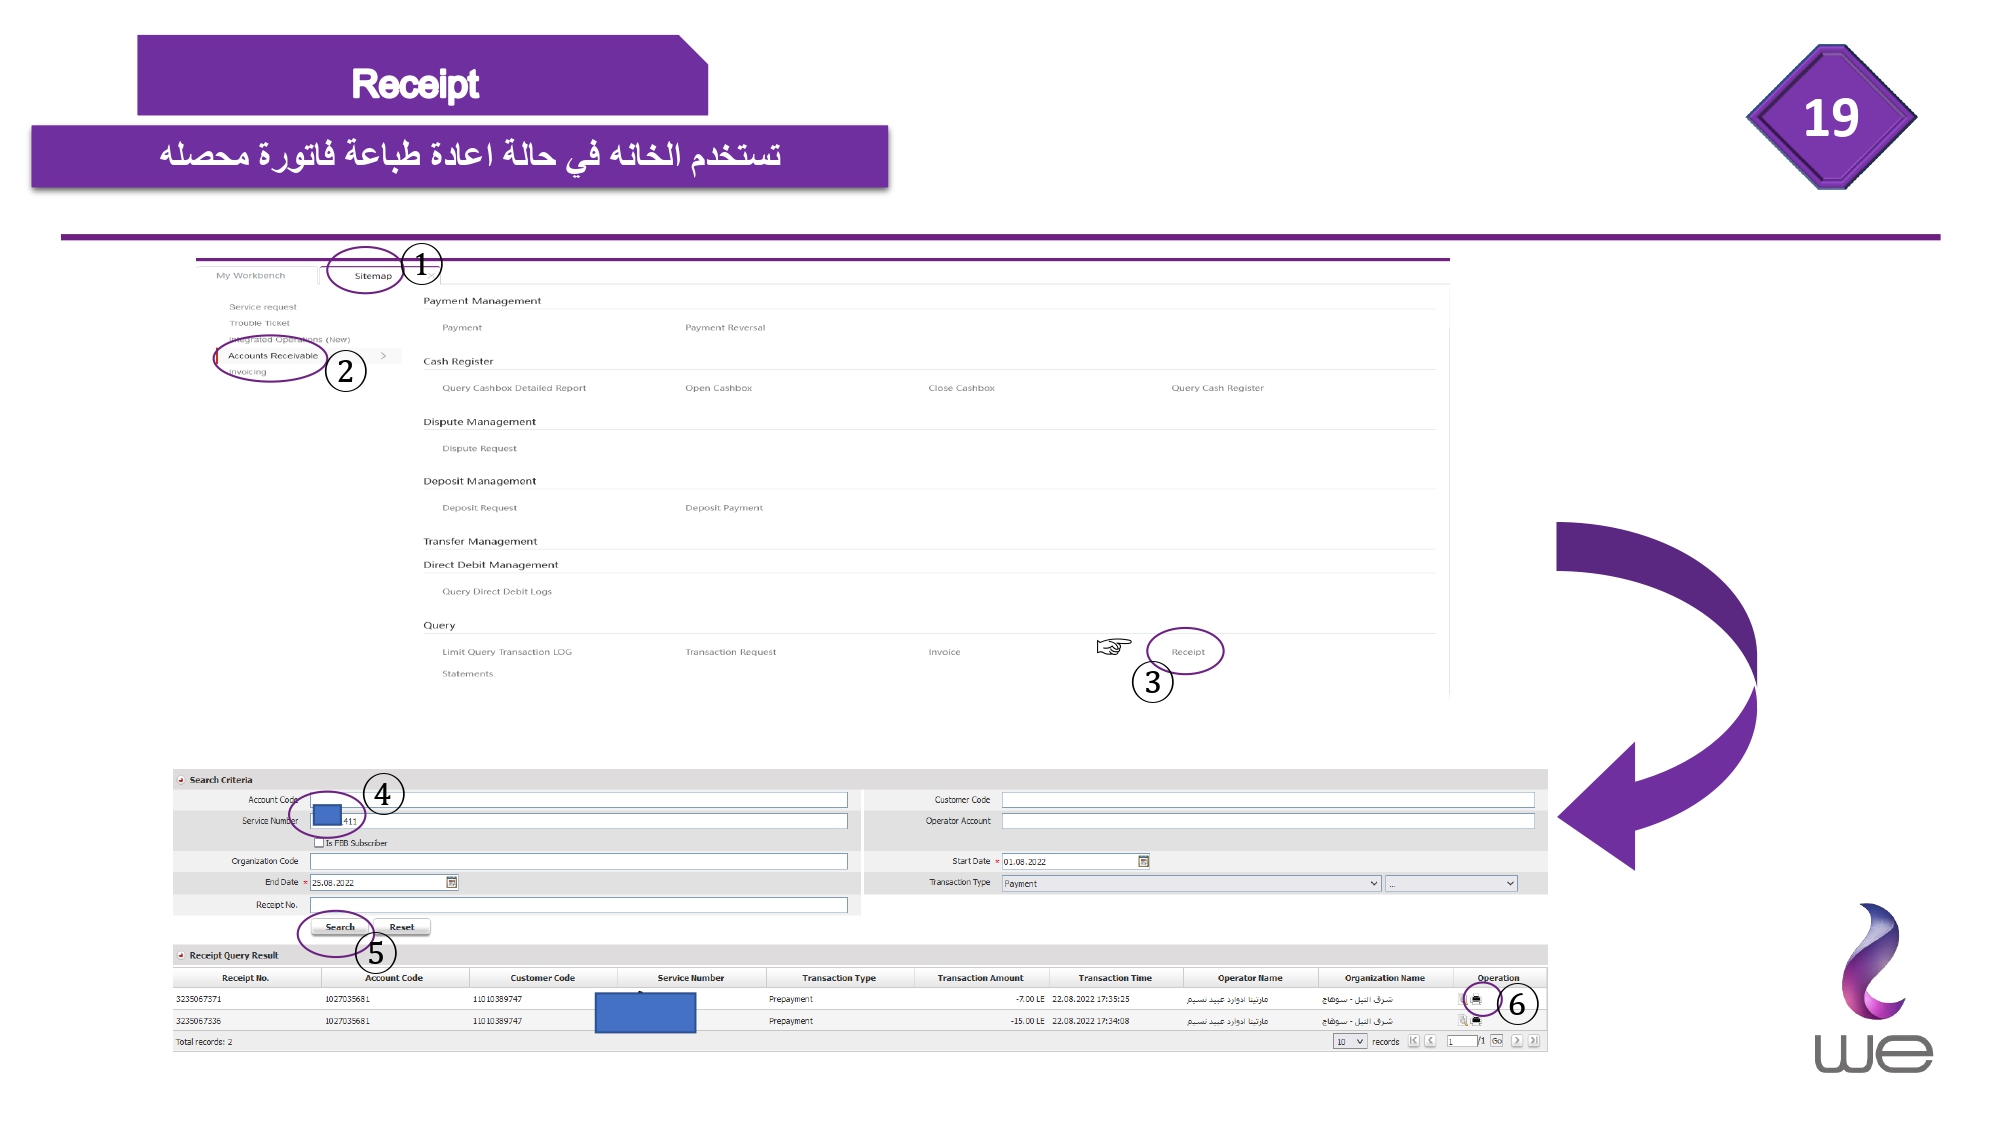 Receipt
19
تستخدم الخانه في حالة اعادة طباعة فاتورة محصله
My Workbench
Sitemap
①
Service request
Trouble Ticket
Integrated Operations (New)
Accounts Receivable
②
Invoicing
Payment Management
Payment Payment Reversal
Cash Register
Query Cashbox Detailed Report Open Cashbox Close Cashbox Query Cash Register
Dispute Management
Dispute Request
Deposit Management
Deposit Request Deposit Payment
Transfer Management
Direct Debit Management
Query Direct Debit Logs
Query
Limit Query Transaction LOG Transaction Request Invoice ☞ Receipt
③
Statements
Search Criteria
④
Account Code Customer Code
Service Number 411 Operator Account
Is FBB Subscriber
Organization Code Start Date * 01.08.2022
End Date * 25.08.2022 Transaction Type Payment ...
Receipt No.
Search Reset
⑤
Receipt Query Result
Receipt No. Account Code Customer Code Service Number Transaction Type Transaction Amount Transaction Time Operator Name Organization Name Operation
3235067371 1027035681 11010389747 Prepayment -7.00 LE 22.08.2022 17:35:25 مارتينا ادوارد عبيد نسيم شرق النيل - سوهاج ⑥
3235067336 1027035681 11010389747 Prepayment -15.00 LE 22.08.2022 17:34:08 مارتينا ادوارد عبيد نسيم شرق النيل - سوهاج
Total records: 2 10 records 1 /1 Go
we